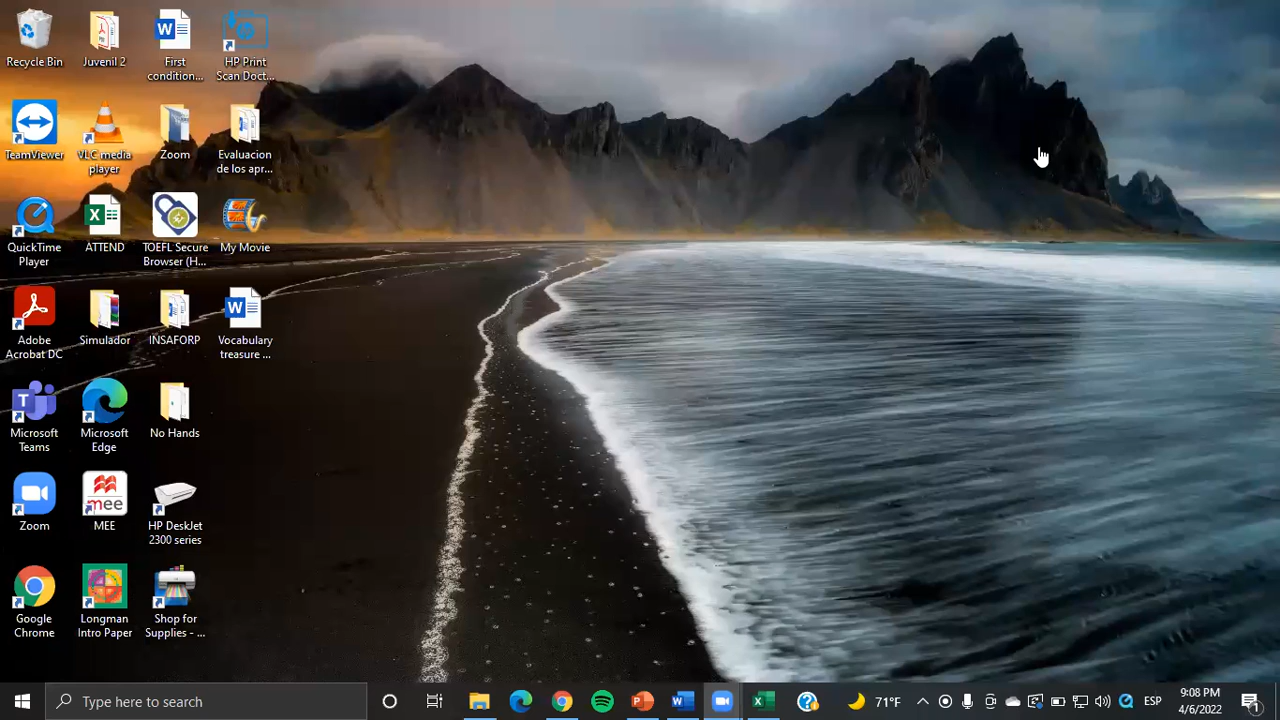 Recycle Bin
Juvenil 2
First
condition...
HP Print
Scan Doct...
TeamViewer
VLC media
player
Zoom
Evaluacion
de los apr...
QuickTime
Player
ATTEND
TOEFL Secure
Browser (H...
My Movie
Adobe
Acrobat DC
Simulador
INSAFORP
Vocabulary
treasure ...
Microsoft
Teams
Microsoft
Edge
No Hands
Zoom
mee
MEE
HP DeskJet
2300 series
Google
Chrome
Longman
Intro Paper
Shop for
Supplies - ...
Type here to search
71°F
ESP
9:08 PM
4/6/2022
1